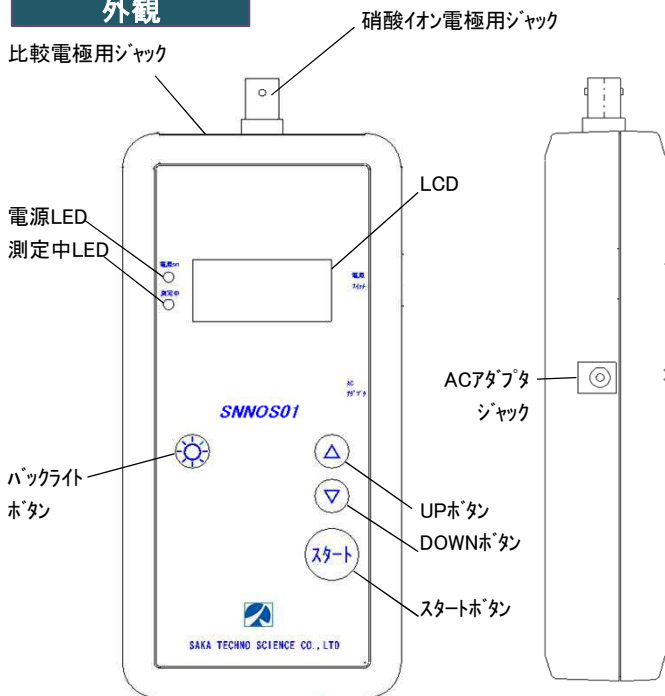 外観
硝酸イオン電極用ジャック
比較電極用ジャック
LCD
電源LED
測定中LED
電源on
測定中
電源
スイッチ
AC
アダプタ
SNNOS01
ACアダプタ
ジャック
バックライト
ボタン
UPボタン
DOWNボタン
スタート
スタートボタン
SAKA TECHNO SCIENCE CO.,LTD